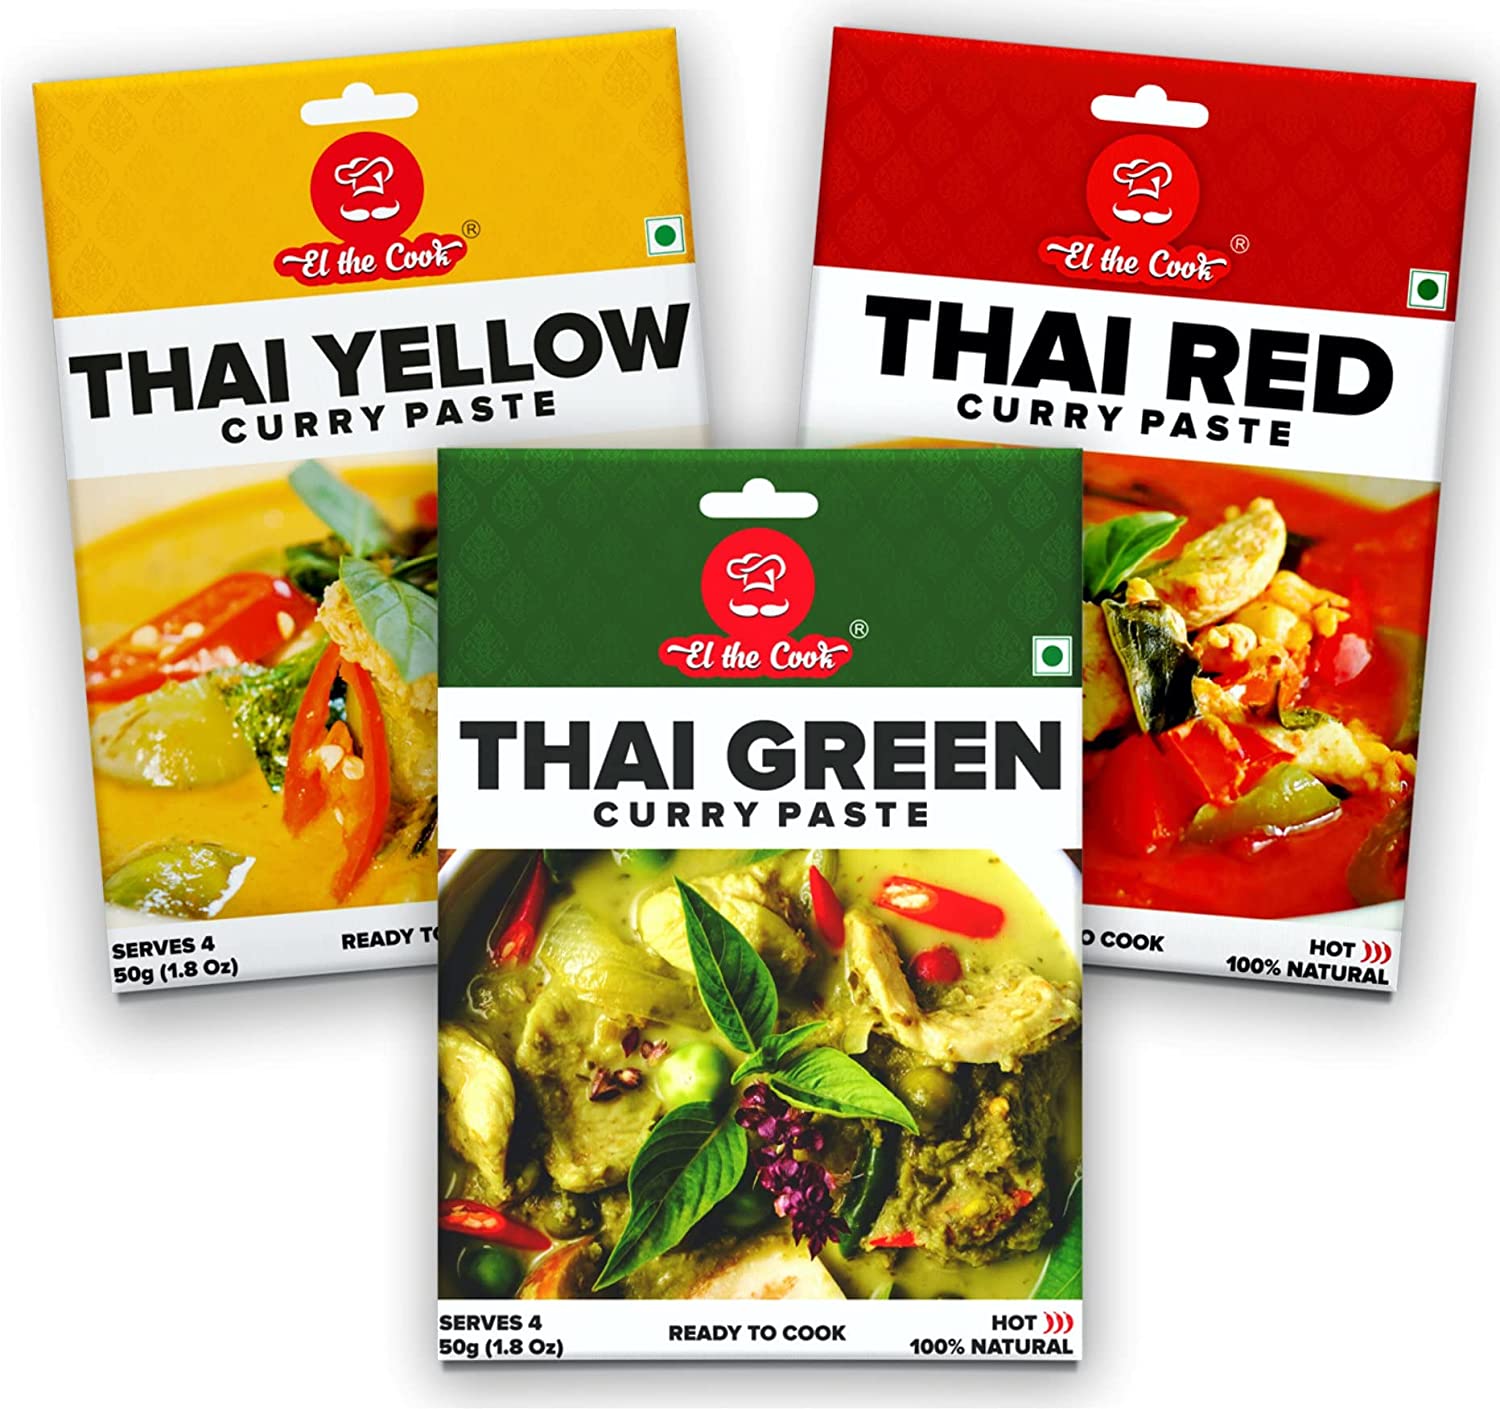 El the Cook®
THAI YELLOW
CURRY PASTE
SERVES 4
50g (1.8 Oz)
READY TO
El the Cook®
THAI RED
CURRY PASTE
O COOK
HOT
100% NATURAL
El the Cook®
THAI GREEN
CURRY PASTE
SERVES 4
50g (1.8 Oz)
READY TO COOK
HOT
100% NATURAL